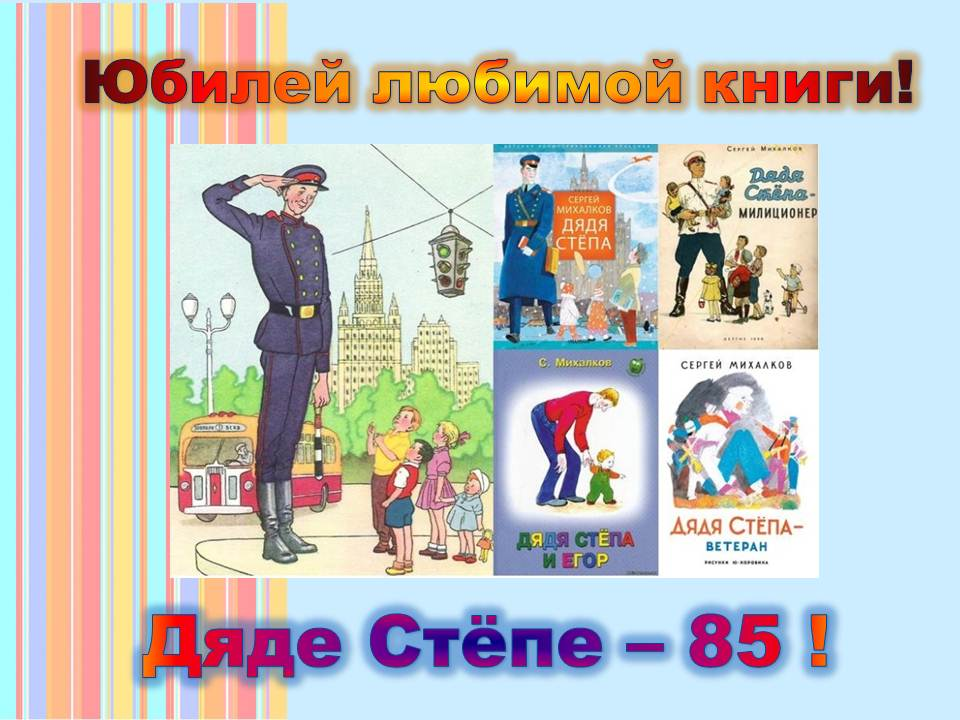 Юбилей любимой книги!
СЕРГЕЙ
МИХАЛКОВ
ДЯДЯ
СТЁПА
СЕРГЕЙ МИХАЛКОВ
Дядя
Стёпа-
МИЛИЦИОНЕР
С. Михалков
ДЯДЯ СТЁПА
И ЕГОР
СЕРГЕЙ МИХАЛКОВ
ДЯДЯ СТЁПА–
ВЕТЕРАН
РИСУНКИ Ю. КОРОВИНА
Дяде Стёпе – 85 !